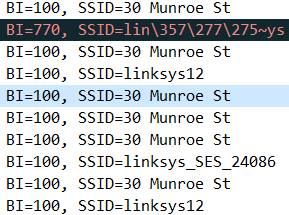 BI=100, SSID=30 Munroe St
BI=770, SSID=lin\357\277\275~ys
BI=100, SSID=30 Munroe St
BI=100, SSID=linksys12
BI=100, SSID=30 Munroe St
BI=100, SSID=30 Munroe St
BI=100, SSID=30 Munroe St
BI=100, SSID=linksys_SES_24086
BI=100, SSID=30 Munroe St
BI=100, SSID=linksys12